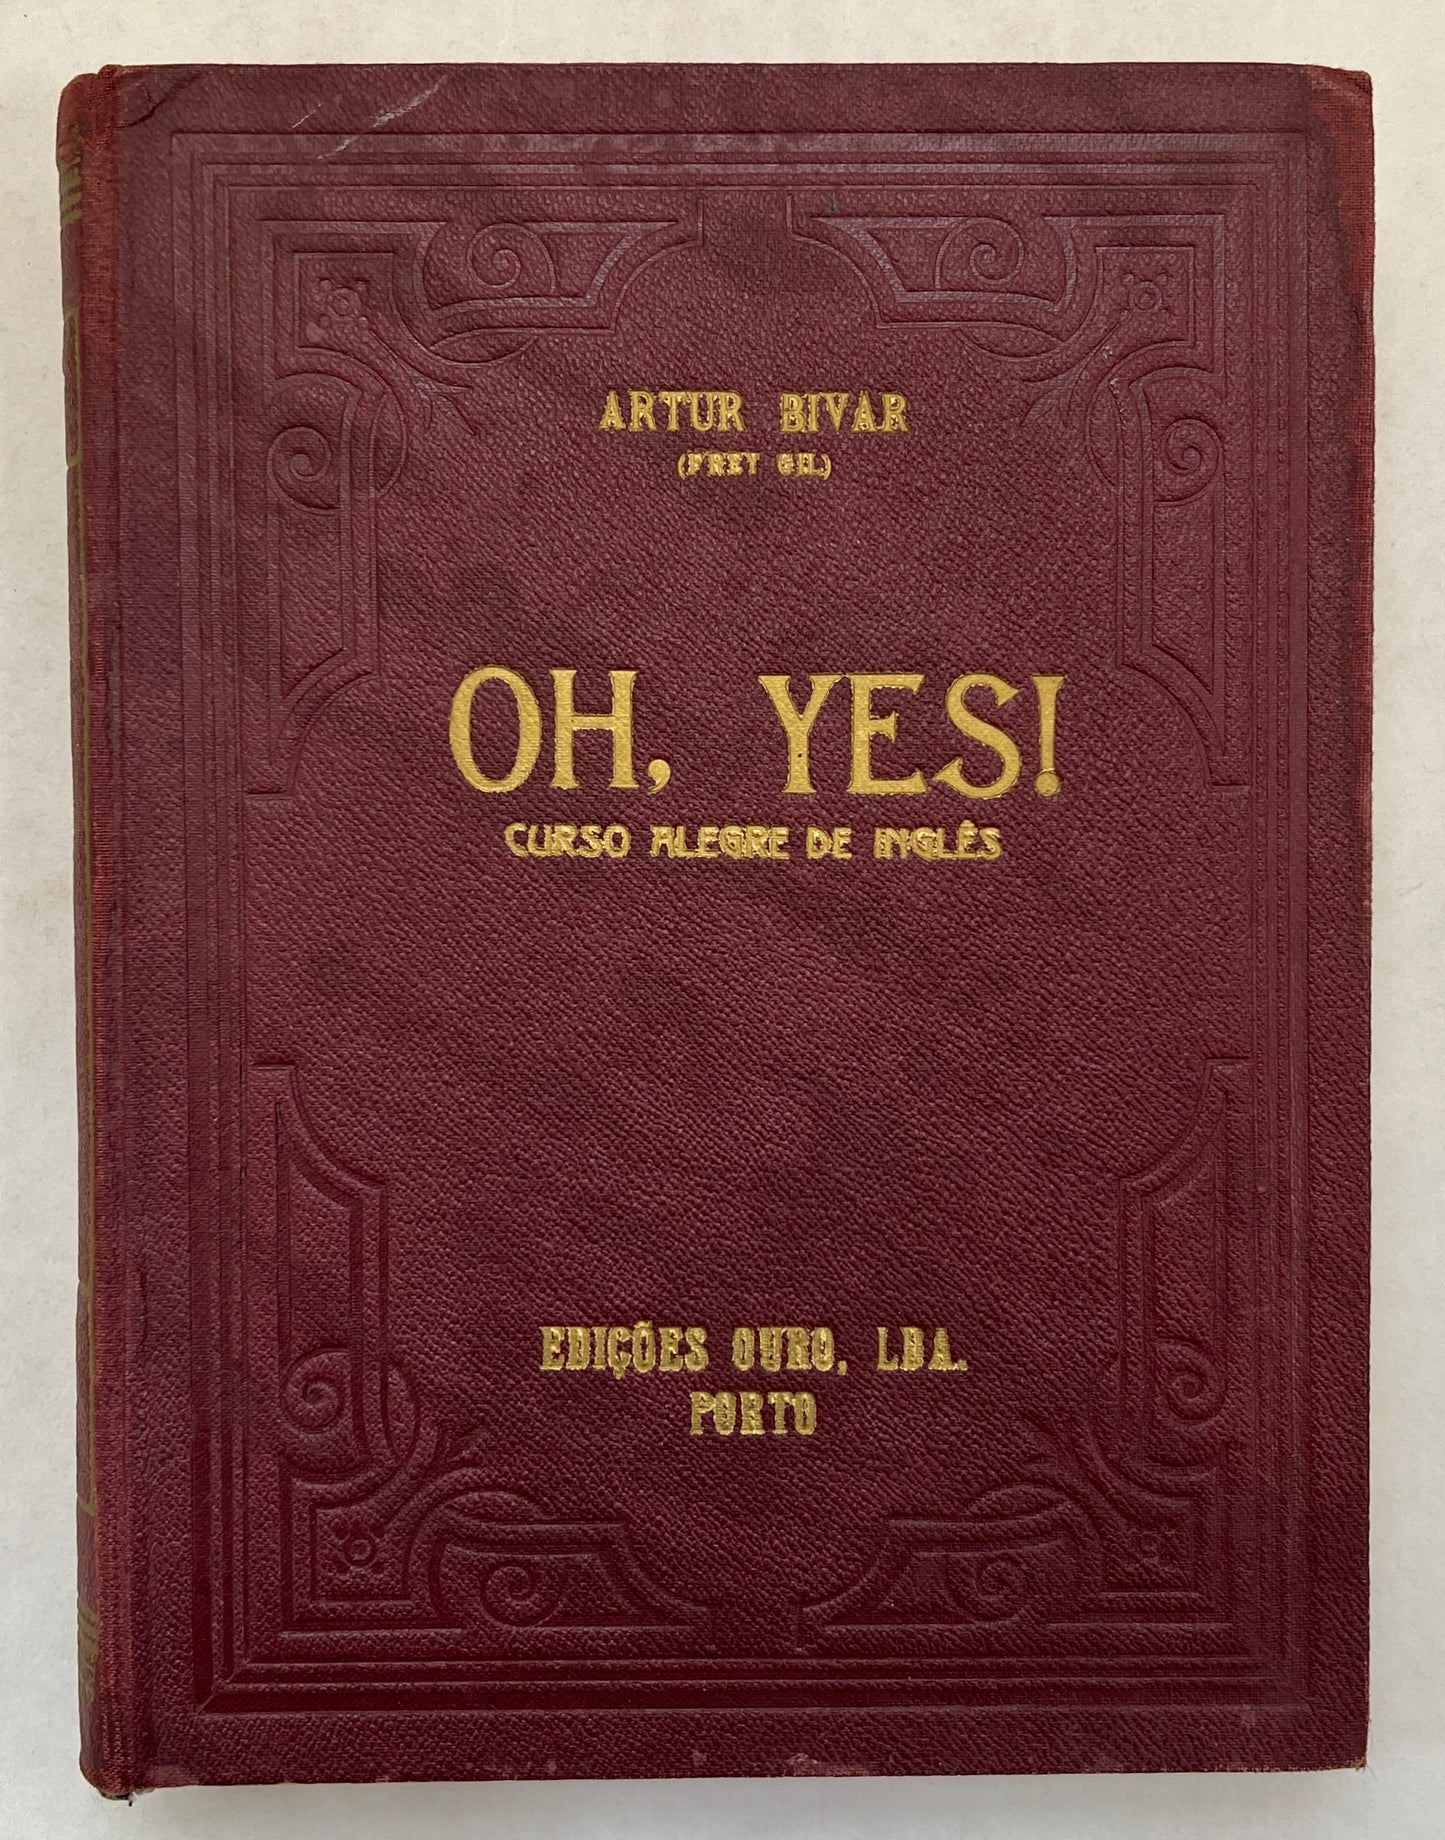 ARTUR BIVAR
(FREY GIL)
OH, YES!
CURSO ALEGRE DE INGLÊS
EDIÇÕES OURO, LDA.
PORTO